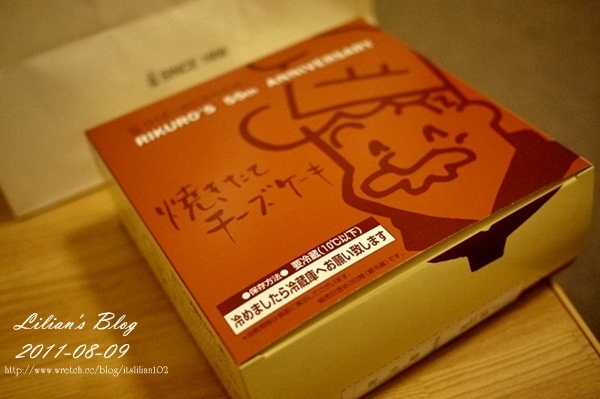 RIKURO'S 55th ANNIVERSARY
焼きたて
チーズケーキ
●保存方法● 要冷蔵(10℃以下)
冷めましたら冷蔵庫へお願い致します
Lilian's Blog
2011-08-09
http://www.wretch.cc/blog/itslilian102